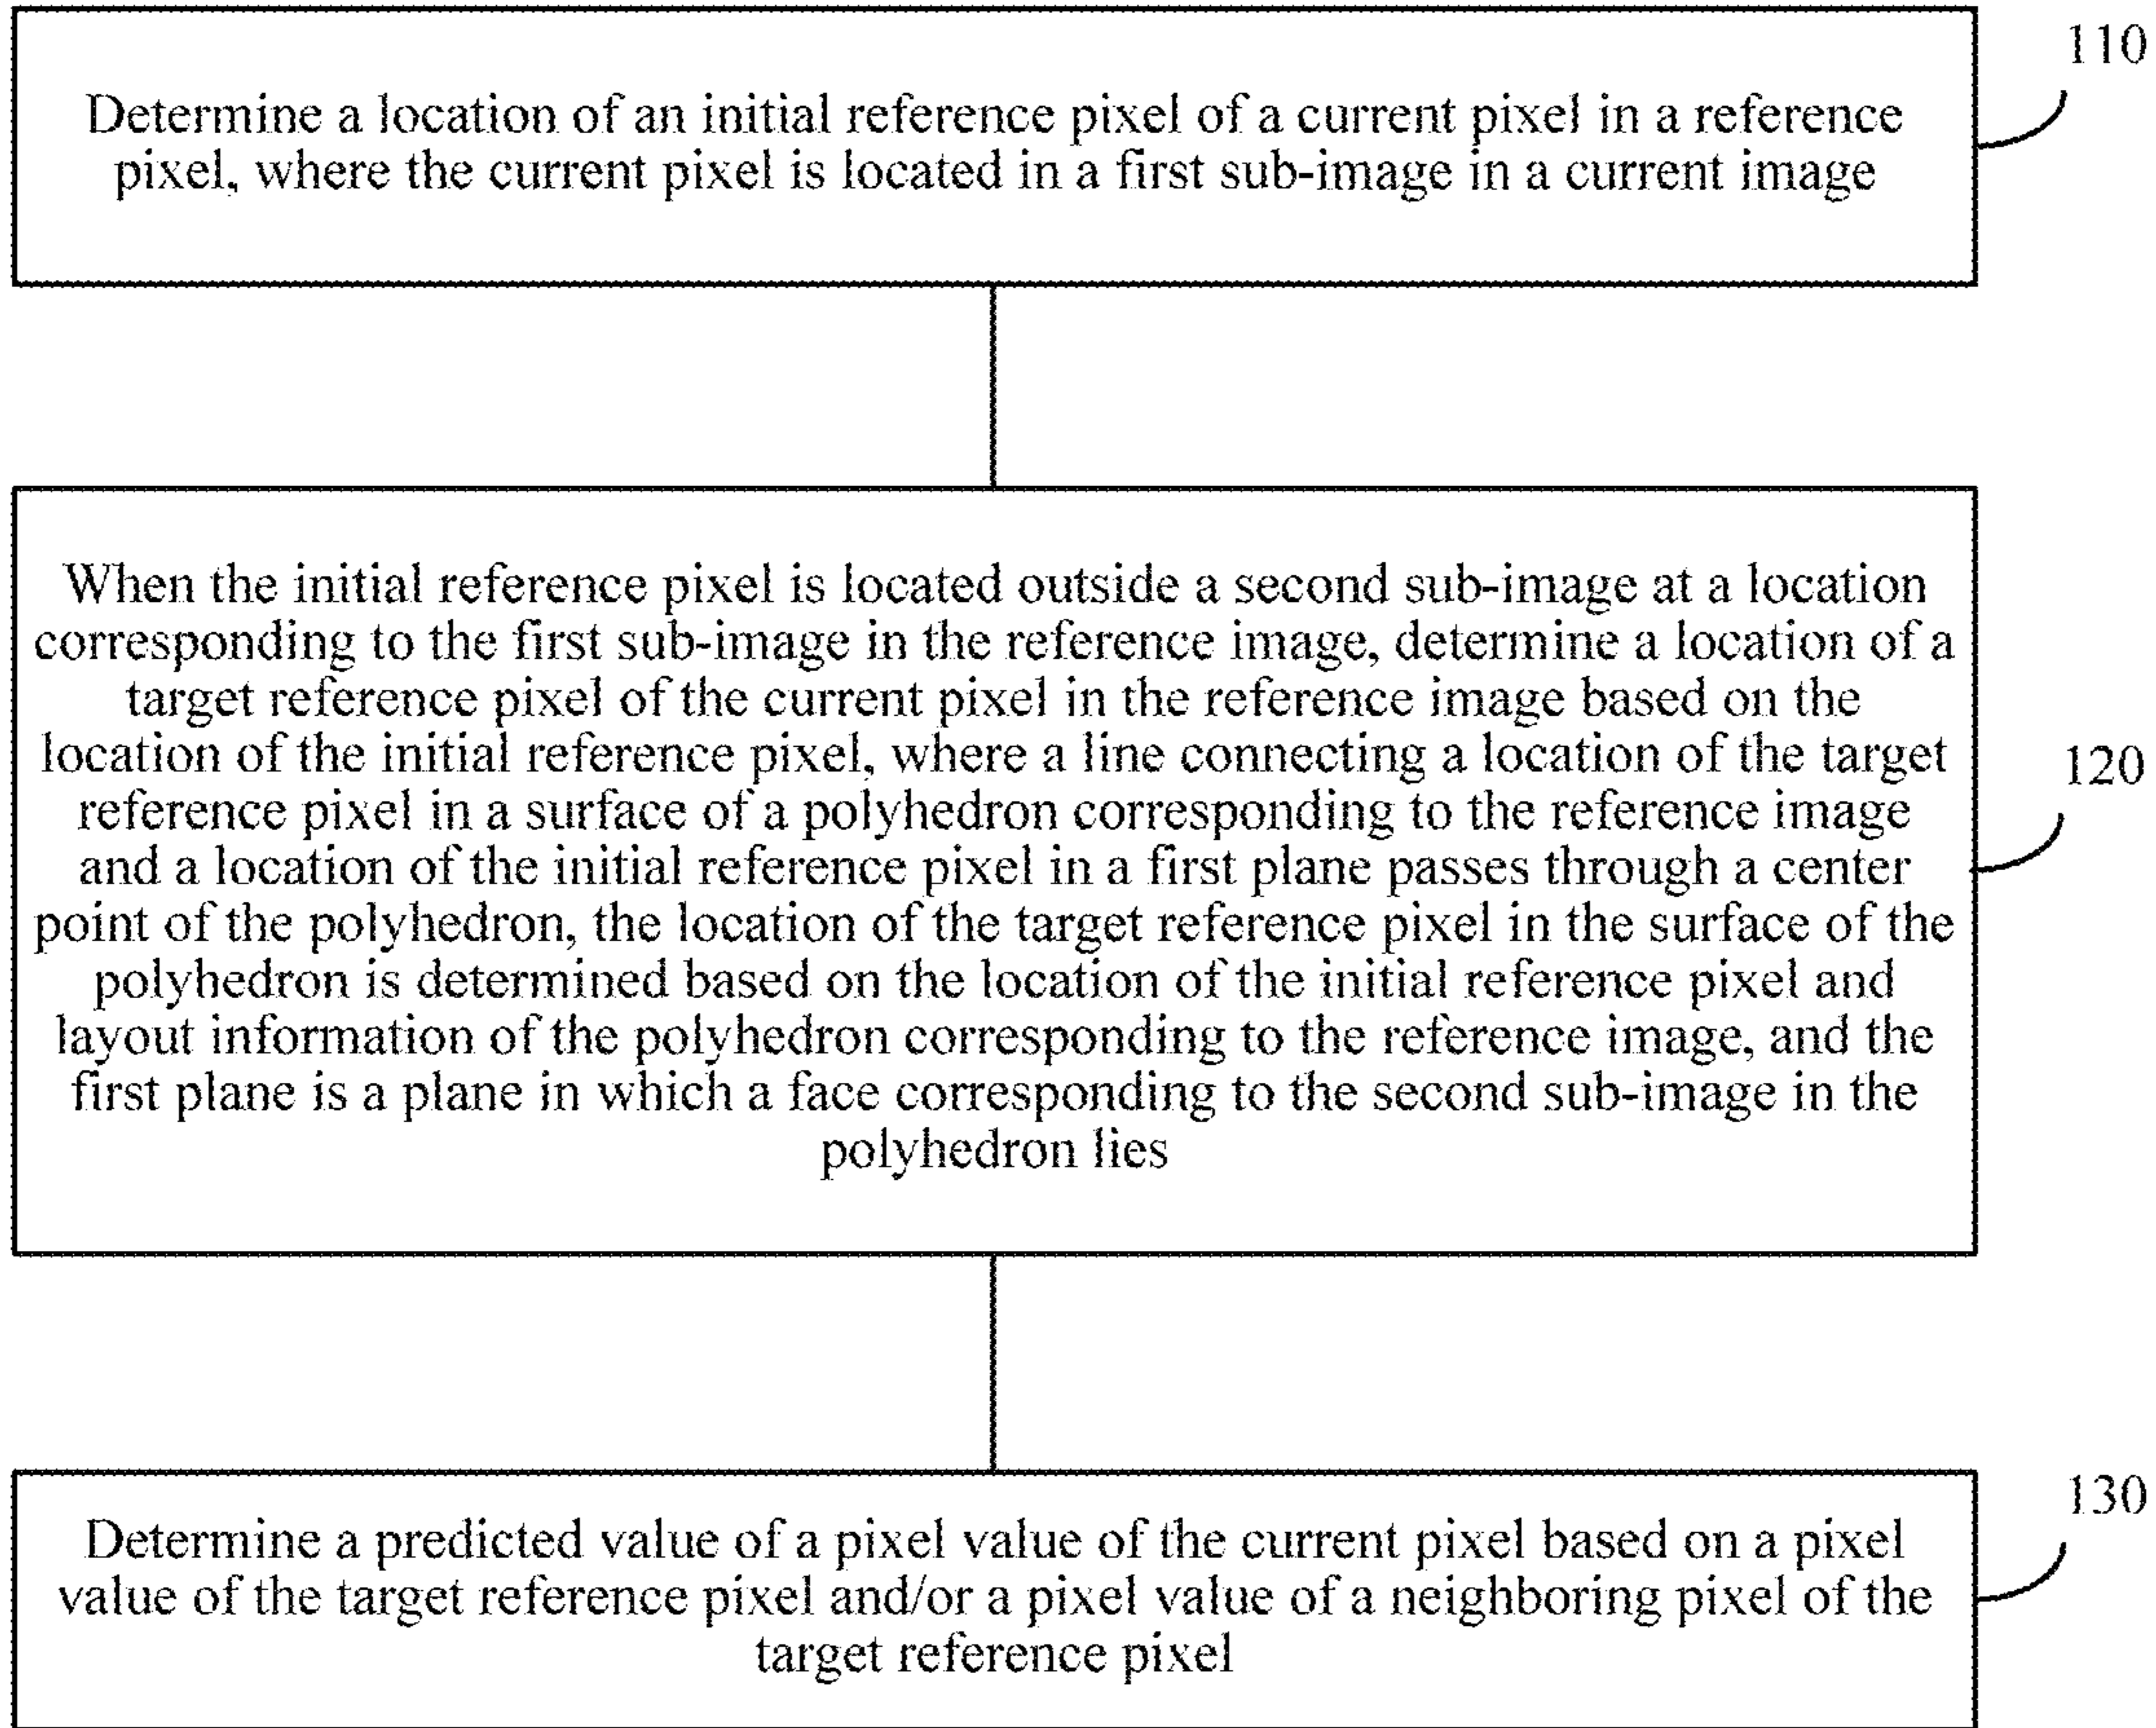 110
Determine a location of an initial reference pixel of a current pixel in a reference
pixel, where the current pixel is located in a first sub-image in a current image
When the initial reference pixel is located outside a second sub-image at a location
corresponding to the first sub-image in the reference image, determine a location of a
target reference pixel of the current pixel in the reference image based on the
location of the initial reference pixel, where a line connecting a location of the target
reference pixel in a surface of a polyhedron corresponding to the reference image
and a location of the initial reference pixel in a first plane passes through a center
point of the polyhedron, the location of the target reference pixel in the surface of the
polyhedron is determined based on the location of the initial reference pixel and
layout information of the polyhedron corresponding to the reference image, and the
first plane is a plane in which a face corresponding to the second sub-image in the
polyhedron lies
120
130
Determine a predicted value of a pixel value of the current pixel based on a pixel
value of the target reference pixel and/or a pixel value of a neighboring pixel of the
target reference pixel